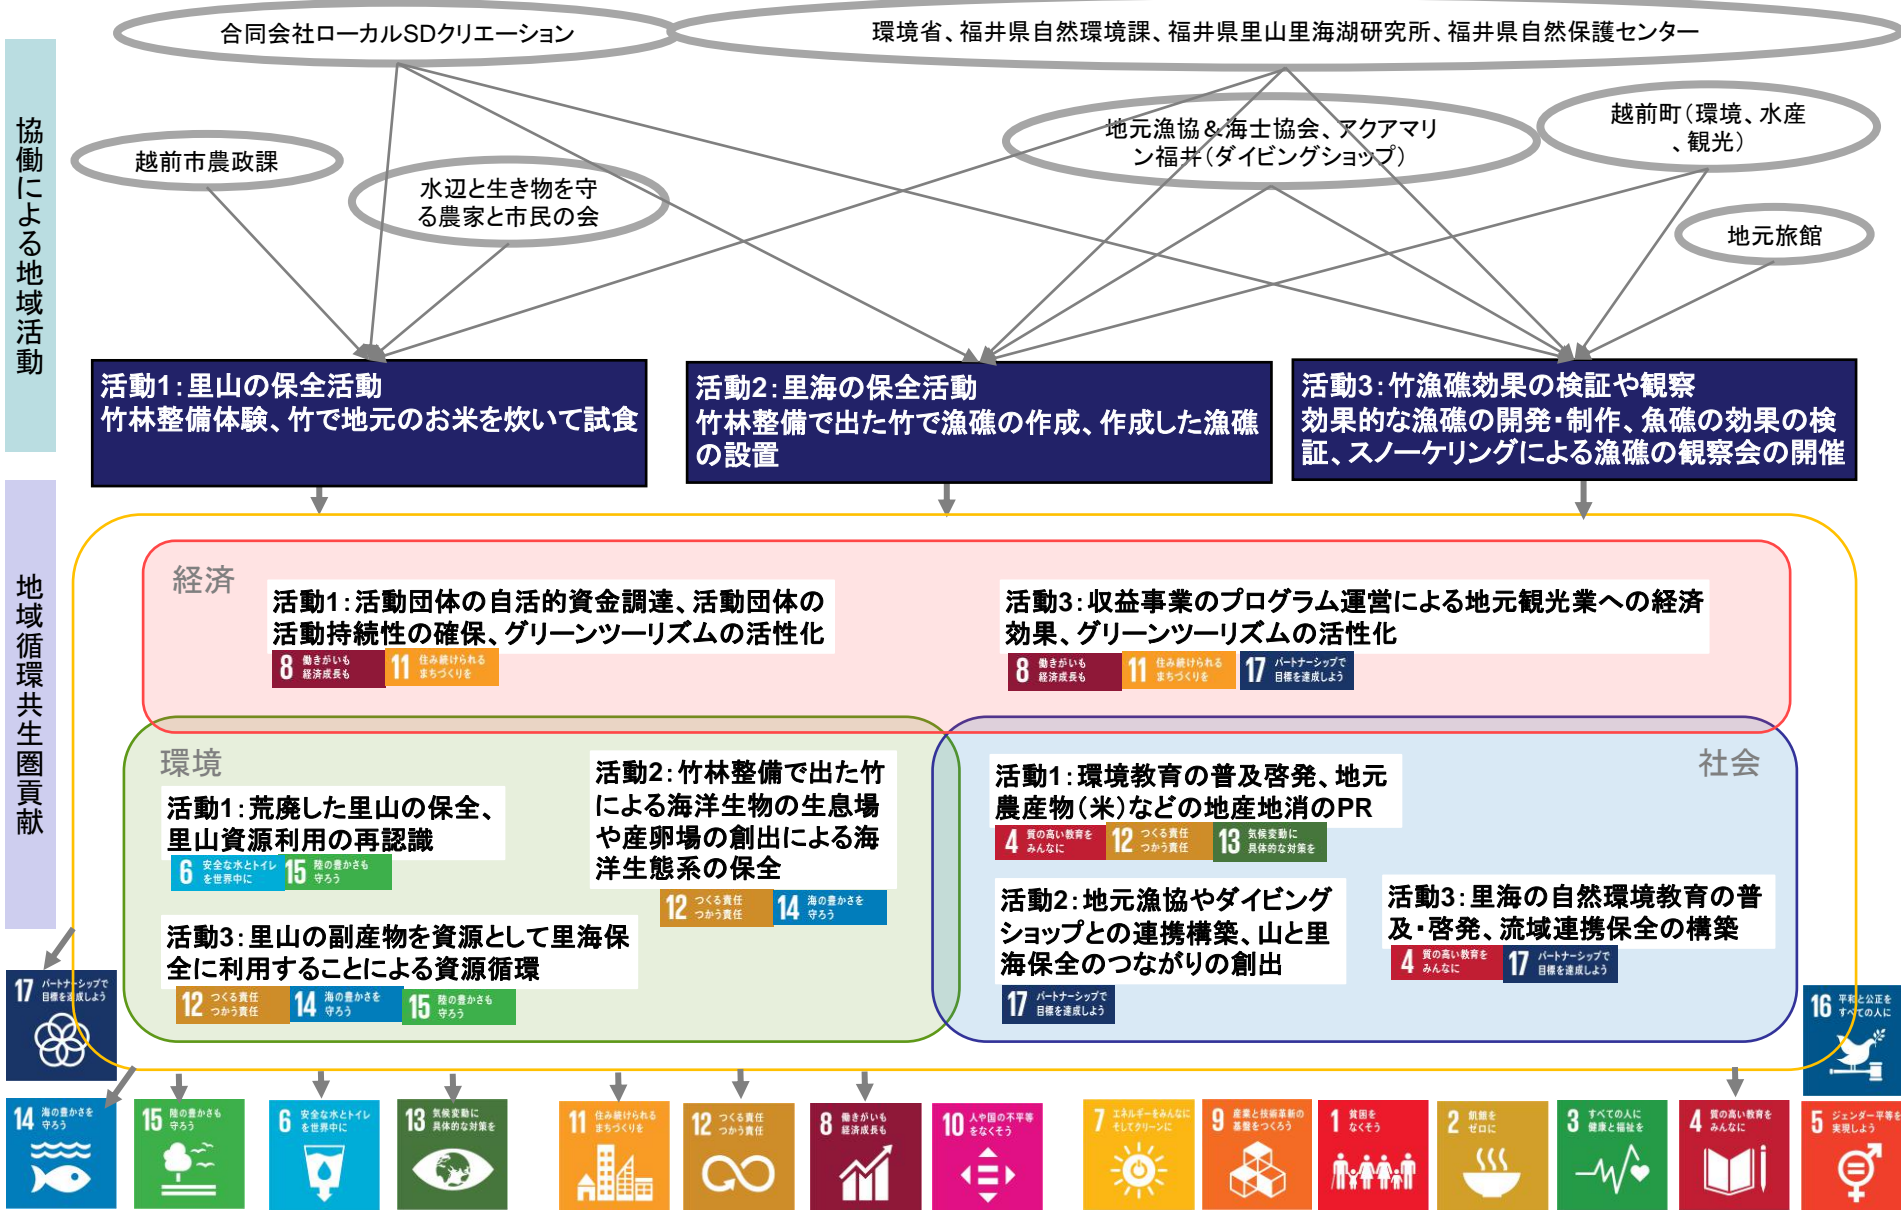 合同会社ローカルSDクリエーション
環境省、福井県自然環境課、福井県里山里海湖研究所、福井県自然保護センター
協働による地域活動
越前市農政課
水辺と生き物を守
る農家と市民の会
地元漁協＆海士協会、アクアマリ
ン福井（ダイビングショップ）
越前町（環境、水産
、観光）
地元旅館
活動1：里山の保全活動
竹林整備体験、竹で地元のお米を炊いて試食
活動2：里海の保全活動
竹林整備で出た竹で漁礁の作成、作成した漁礁
の設置
活動3：竹漁礁効果の検証や観察
効果的な漁礁の開発・制作、魚礁の効果の検
証、スノーケリングによる漁礁の観察会の開催
地域循環共生圏貢献
経済
活動1：活動団体の自活的資金調達、活動団体の
活動持続性の確保、グリーンツーリズムの活性化
8 働きがいも
経済成長も
11 住み続けられる
まちづくりを
活動3：収益事業のプログラム運営による地元観光業への経済
効果、グリーンツーリズムの活性化
8 働きがいも
経済成長も
11 住み続けられる
まちづくりを
17 パートナーシップで
目標を達成しよう
環境
活動1：荒廃した里山の保全、
里山資源利用の再認識
6 安全な水とトイレ
を世界中に
15 陸の豊かさも
守ろう
活動2：竹林整備で出た竹
による海洋生物の生息場
や産卵場の創出による海
洋生態系の保全
12 つくる責任
つかう責任
14 海の豊かさを
守ろう
活動3：里山の副産物を資源として里海保
全に利用することによる資源循環
12 つくる責任
つかう責任
14 海の豊かさを
守ろう
15 陸の豊かさも
守ろう
社会
活動1：環境教育の普及啓発、地元
農産物（米）などの地産地消のPR
4 質の高い教育を
みんなに
12 つくる責任
つかう責任
13 気候変動に
具体的な対策を
活動2：地元漁協やダイビング
ショップとの連携構築、山と里
海保全のつながりの創出
17 パートナーシップで
目標を達成しよう
活動3：里海の自然環境教育の普
及・啓発、流域連携保全の構築
4 質の高い教育を
みんなに
17 パートナーシップで
目標を達成しよう
17 パートナーシップで
目標を達成しよう
16 平和と公正を
すべての人に
14 海の豊かさを
守ろう
15 陸の豊かさも
守ろう
6 安全な水とトイレ
を世界中に
13 気候変動に
具体的な対策を
11 住み続けられる
まちづくりを
12 つくる責任
つかう責任
8 働きがいも
経済成長も
10 人や国の不平等
をなくそう
7 エネルギーをみんなに
そしてクリーンに
9 産業と技術革新の
基盤をつくろう
1 貧困を
なくそう
2 飢餓を
ゼロに
3 すべての人に
健康と福祉を
4 質の高い教育を
みんなに
5 ジェンダー平等を
実現しよう